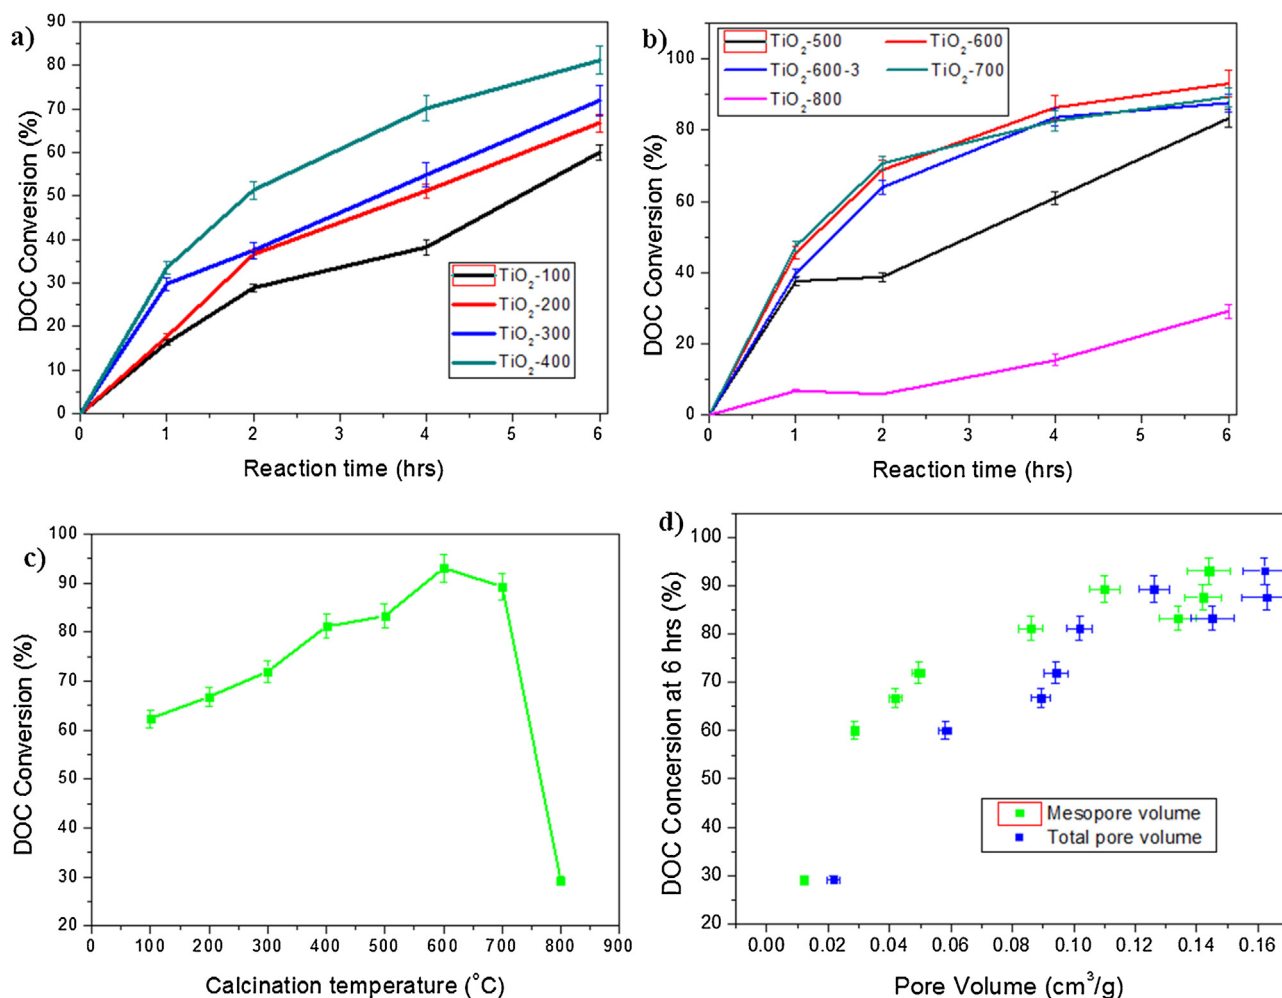 a)
90
80
70
60
50
40
30
20
10
0
DOC Conversion (%)
TiO2-100
TiO2-200
TiO2-300
TiO2-400
0 1 2 3 4 5 6
Reaction time (hrs)
b)
100
80
60
40
20
0
DOC Conversion (%)
TiO2-500 TiO2-600
TiO2-600-3 TiO2-700
TiO2-800
0 1 2 3 4 5 6
Reaction time (hrs)
c)
100
90
80
70
60
50
40
30
20
DOC Conversion (%)
0 100 200 300 400 500 600 700 800 900
Calcination temperature (°C)
d)
100
90
80
70
60
50
40
30
20
DOC Concersion at 6 hrs (%)
Mesopore volume
Total pore volume
0.00 0.02 0.04 0.06 0.08 0.10 0.12 0.14 0.16
Pore Volume (cm3/g)